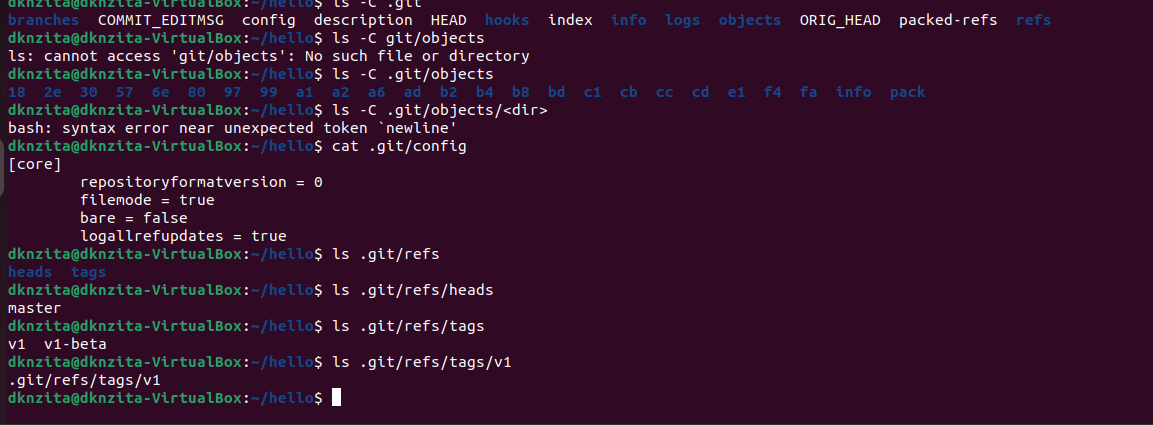 dknzita@dknzita-VirtualBox:~/hello$ ls -C .git
branches  COMMIT_EDITMSG  config  description  HEAD  hooks  index  info  logs  objects  ORIG_HEAD  packed-refs  refs
dknzita@dknzita-VirtualBox:~/hello$ ls -C git/objects
ls: cannot access 'git/objects': No such file or directory
dknzita@dknzita-VirtualBox:~/hello$ ls -C .git/objects
18  2e  30  57  6e  80  97  99  a1  a2  a6  ad  b2  b4  b8  bd  c1  cb  cc  cd  e1  f4  fa  info  pack
dknzita@dknzita-VirtualBox:~/hello$ ls -C .git/objects/<dir>
bash: syntax error near unexpected token `newline'
dknzita@dknzita-VirtualBox:~/hello$ cat .git/config
[core]
        repositoryformatversion = 0
        filemode = true
        bare = false
        logallrefupdates = true
dknzita@dknzita-VirtualBox:~/hello$ ls .git/refs
heads  tags
dknzita@dknzita-VirtualBox:~/hello$ ls .git/refs/heads
master
dknzita@dknzita-VirtualBox:~/hello$ ls .git/refs/tags
v1  v1-beta
dknzita@dknzita-VirtualBox:~/hello$ ls .git/refs/tags/v1
.git/refs/tags/v1
dknzita@dknzita-VirtualBox:~/hello$